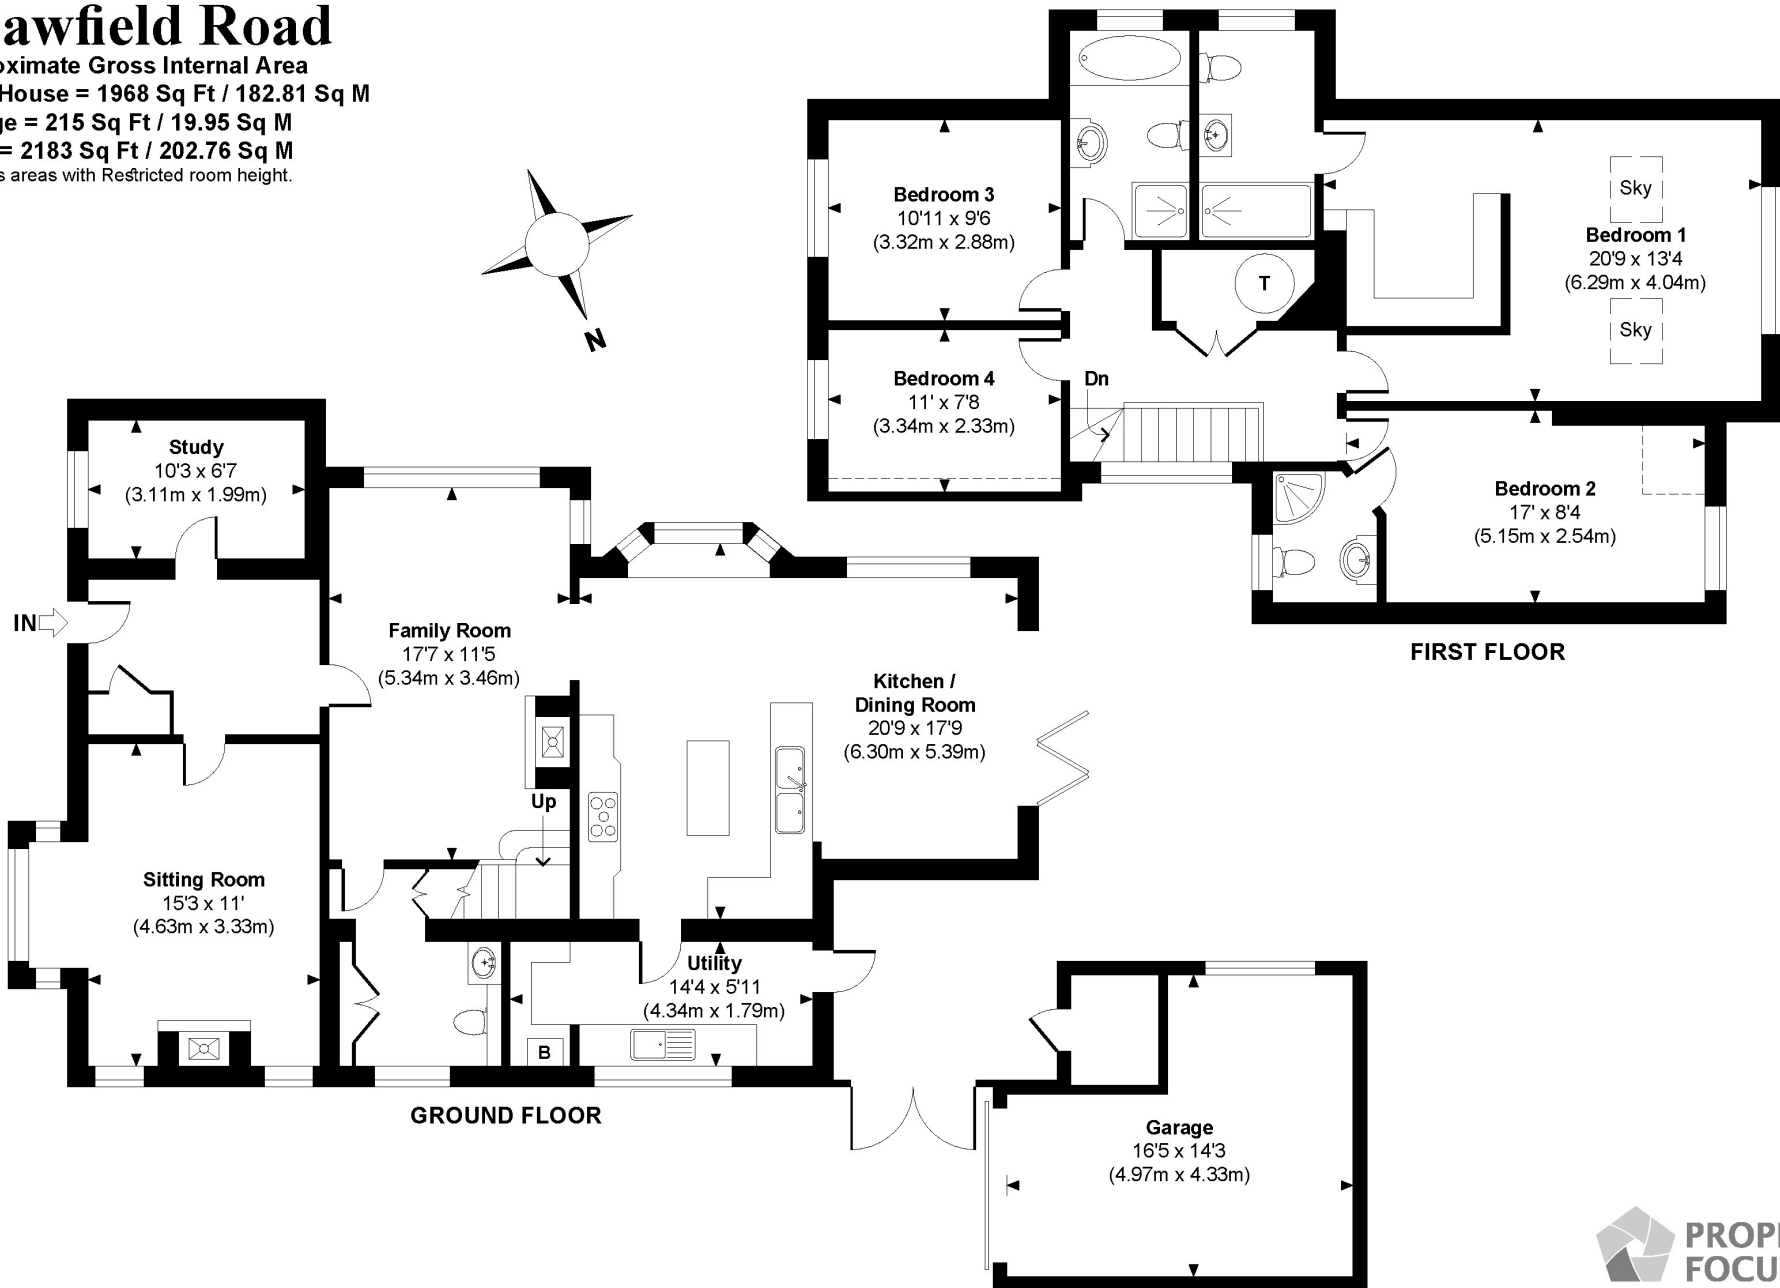 awfield Road
oximate Gross Internal Area
House = 1968 Sq Ft / 182.81 Sq M
ge = 215 Sq Ft / 19.95 Sq M
= 2183 Sq Ft / 202.76 Sq M
s areas with Restricted room height.
N
Bedroom 3
10'11 x 9'6
(3.32m x 2.88m)
Bedroom 4
11' x 7'8
(3.34m x 2.33m)
T
Dn
Sky
Bedroom 1
20'9 x 13'4
(6.29m x 4.04m)
Sky
Bedroom 2
17' x 8'4
(5.15m x 2.54m)
FIRST FLOOR
Study
10'3 x 6'7
(3.11m x 1.99m)
IN
Family Room
17'7 x 11'5
(5.34m x 3.46m)
Up
Kitchen /
Dining Room
20'9 x 17'9
(6.30m x 5.39m)
Sitting Room
15'3 x 11'
(4.63m x 3.33m)
Utility
14'4 x 5'11
(4.34m x 1.79m)
B
GROUND FLOOR
Garage
16'5 x 14'3
(4.97m x 4.33m)
PROP
FOCU